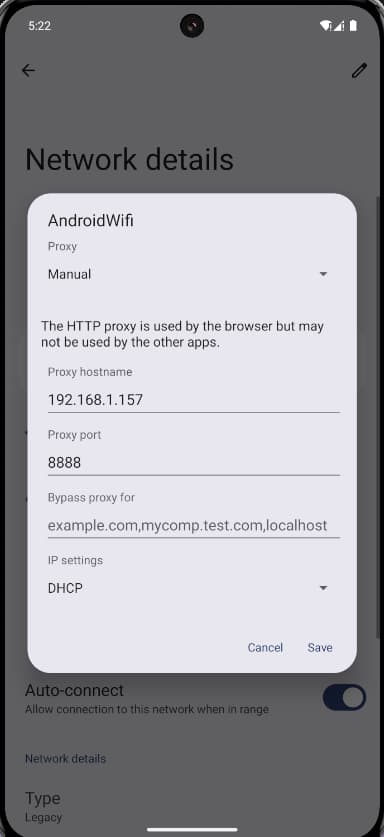 5:22
Network details
AndroidWifi
Proxy
Manual
The HTTP proxy is used by the browser but may
not be used by the other apps.
Proxy hostname
192.168.1.157
Proxy port
8888
Bypass proxy for
example.com,mycomp.test.com,localhost
IP settings
DHCP
Cancel Save
Auto-connect
Allow connection to this network when in range
Network details
Type
Legacy